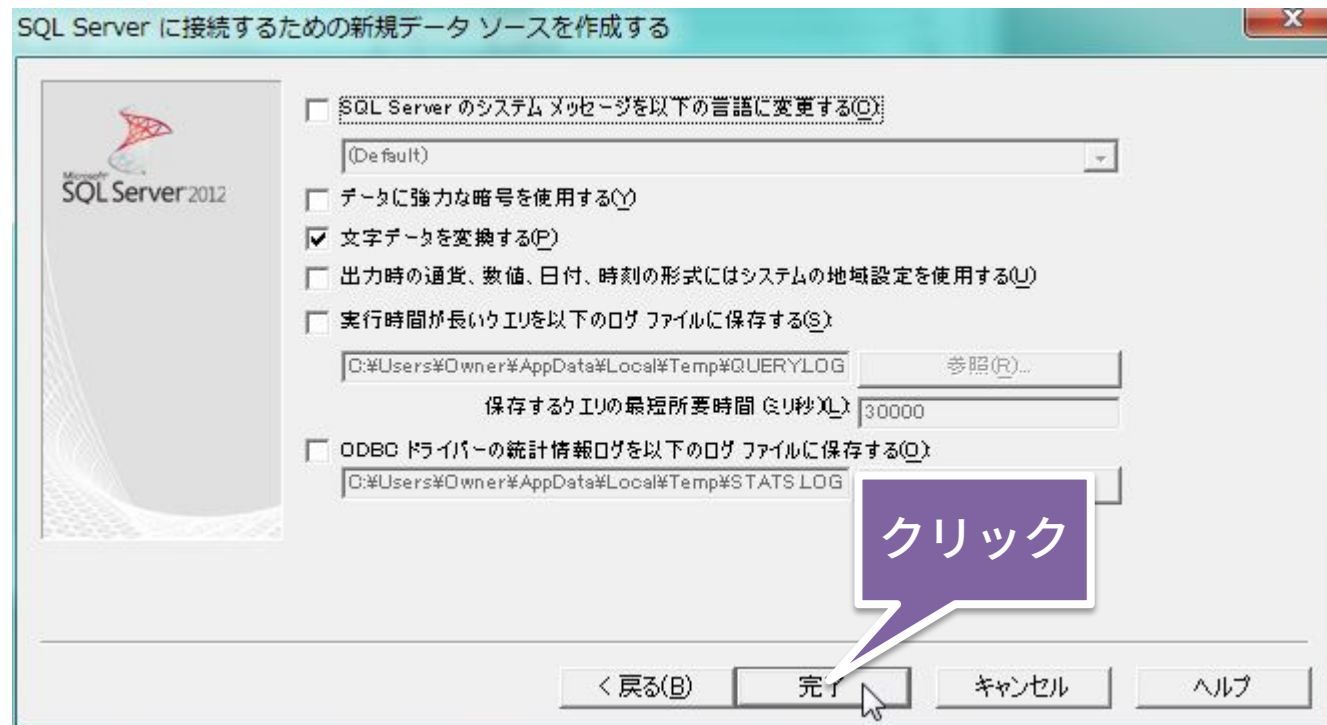 SQL Server に接続するための新規データ ソースを作成する
SQL Server のシステム メッセージを以下の言語に変更する(C):
(Default)
Microsoft
SQL Server 2012
データに強力な暗号を使用する(Y)
文字データを変換する(P)
出力時の通貨、数値、日付、時刻の形式にはシステムの地域設定を使用する(U)
実行時間が長いクエリを以下のログ ファイルに保存する(S):
C:¥Users¥Owner¥AppData¥Local¥Temp¥QUERYLOG
参照(R)...
保存するクエリの最短所要時間 (ミリ秒)(L):
30000
ODBC ドライバーの統計情報ログを以下のログ ファイルに保存する(O):
C:¥Users¥Owner¥AppData¥Local¥Temp¥STATS.LOG
クリック
< 戻る(B)
完了
キャンセル
ヘルプ